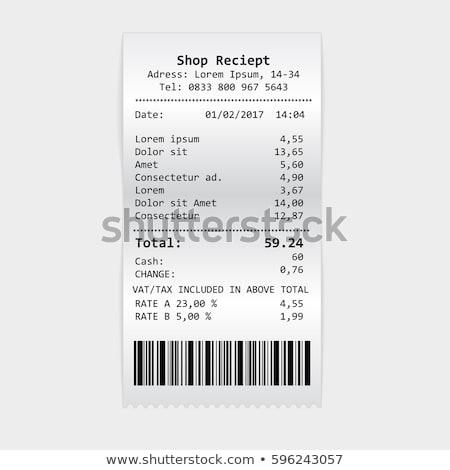 Shop Reciept
Adress: Lorem Ipsum, 14-34
Tel: 0833 800 967 5643
Date: 01/02/2017 14:04
Lorem ipsum 4,55
Dolor sit 13,65
Amet 5,60
Consectetur ad. 4,90
Lorem 3,67
Dolor sit Amet 14,00
Consectetur 12,87
shutterstock
Total: 59.24
Cash: 60
CHANGE: 0,76
VAT/TAX INCLUDED IN ABOVE TOTAL
RATE A 23,00 % 4,55
RATE B 5,00 % 1,99
www.shutterstock.com · 596243057